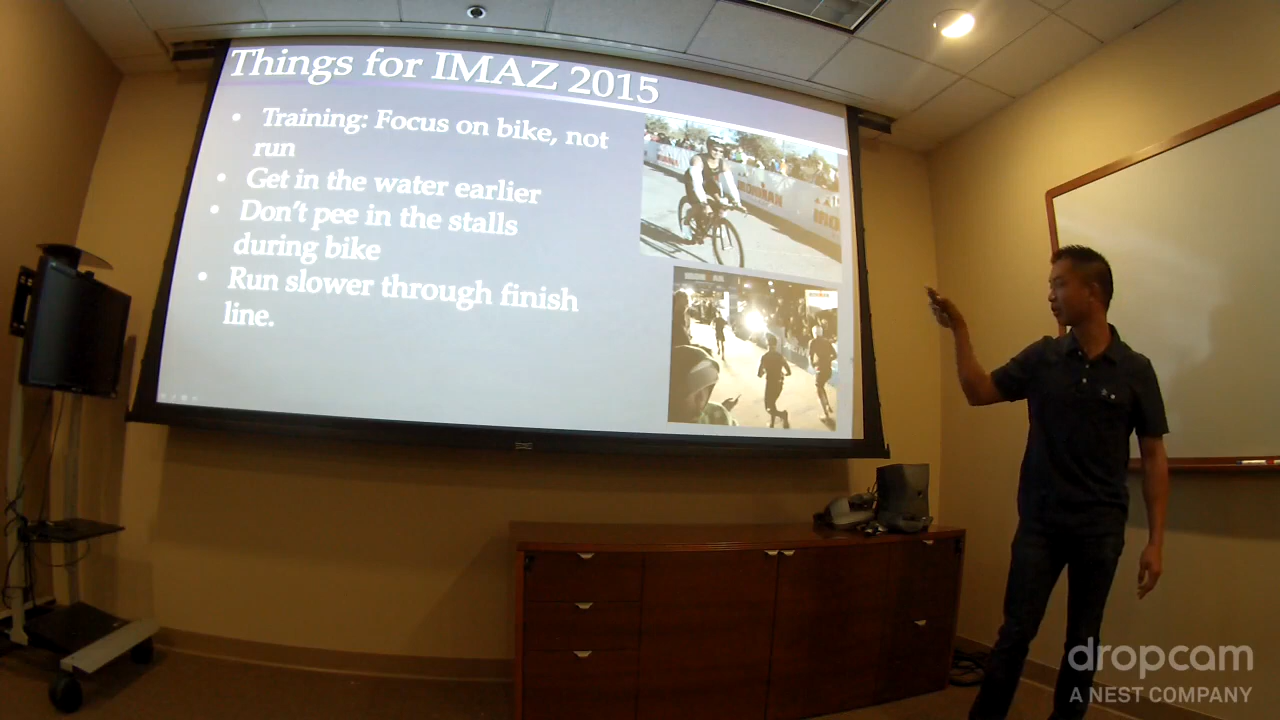 Things for IMAZ 2015
• Training: Focus on bike, not
run
• Get in the water earlier
• Don't pee in the stalls
during bike
• Run slower through finish
line.
dropcam
A NEST COMPANY